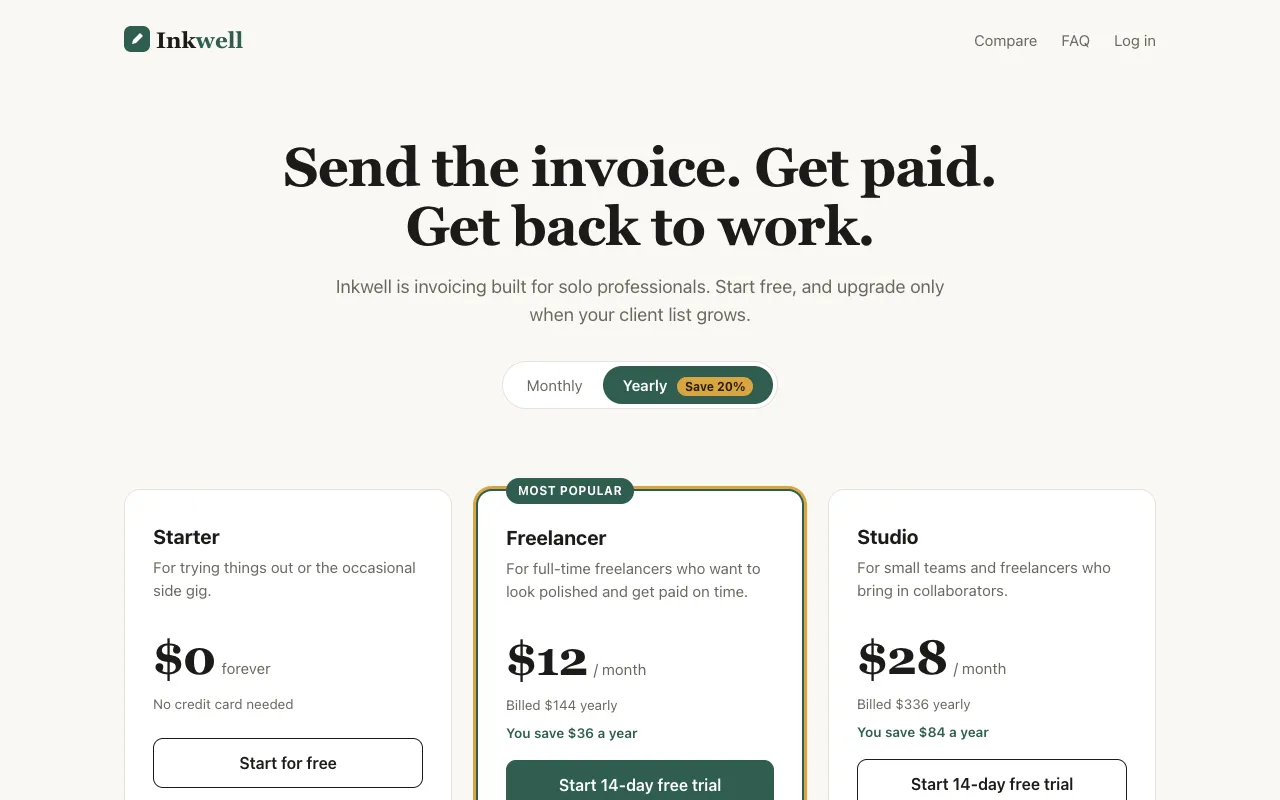 Inkwell
Compare
FAQ
Log in
Send the invoice. Get paid.
Get back to work.
Inkwell is invoicing built for solo professionals. Start free, and upgrade only
when your client list grows.
Monthly
Yearly
Save 20%
Starter
For trying things out or the occasional
side gig.
$0 forever
No credit card needed
Start for free
MOST POPULAR
Freelancer
For full-time freelancers who want to
look polished and get paid on time.
$12 / month
Billed $144 yearly
You save $36 a year
Start 14-day free trial
Studio
For small teams and freelancers who
bring in collaborators.
$28 / month
Billed $336 yearly
You save $84 a year
Start 14-day free trial